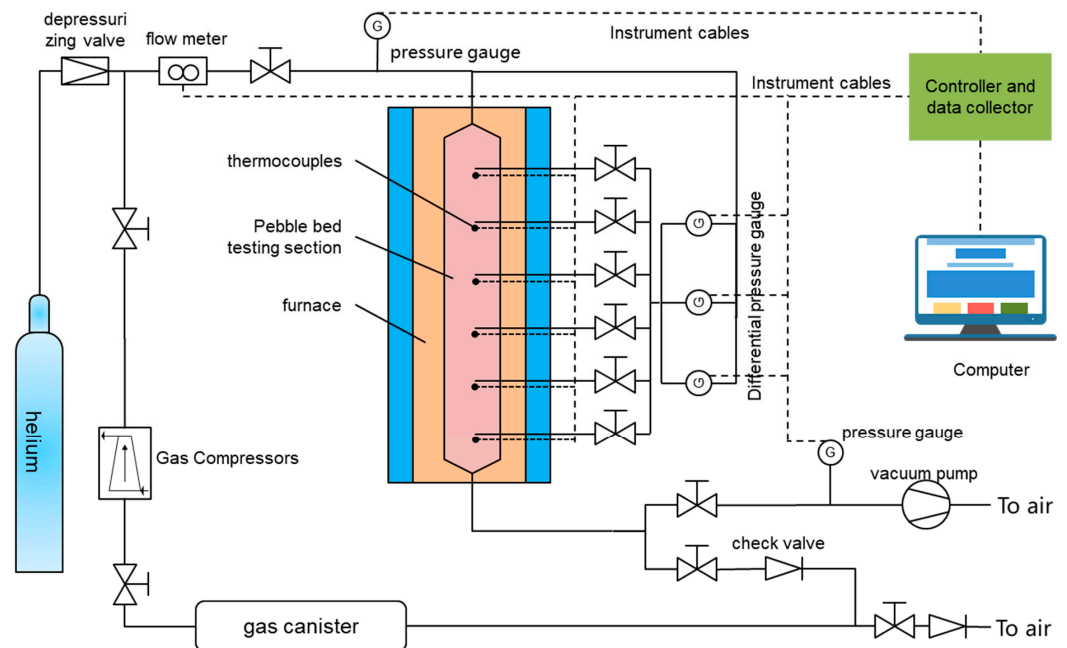 depressuri
zing valve
flow meter
G
pressure gauge
Instrument cables
Instrument cables
Controller and
data collector
thermocouples
Pebble bed
testing section
furnace
G
G
G
Differential pressure gauge
Computer
helium
Gas Compressors
pressure gauge
G
vacuum pump
To air
check valve
gas canister
To air